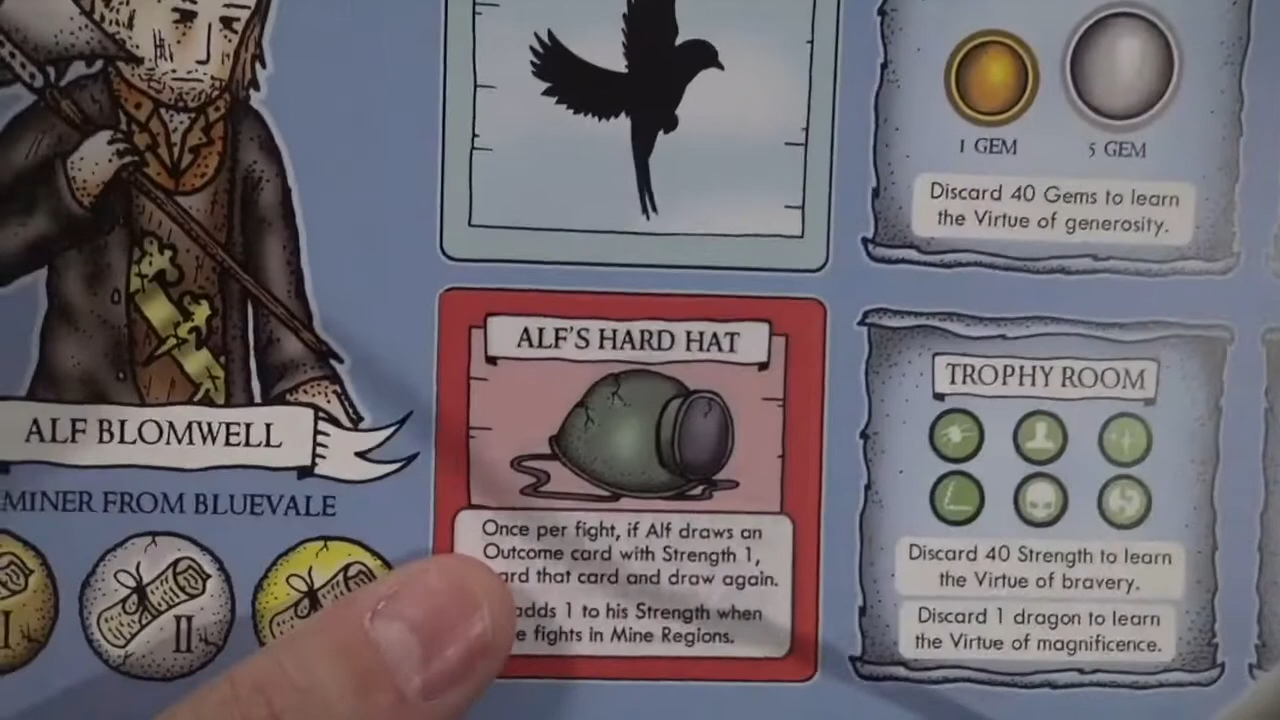 1 GEM
5 GEM
Discard 40 Gems to learn
the Virtue of generosity.
ALF BLOMWELL
MINER FROM BLUEVALE
I
II
ALF'S HARD HAT
Once per fight, if Alf draws an
Outcome card with Strength 1,
that card and draw again.
adds 1 to his Strength when
fights in Mine Regions.
TROPHY ROOM
Discard 40 Strength to learn
the Virtue of bravery.
Discard 1 dragon to learn
the Virtue of magnificence.